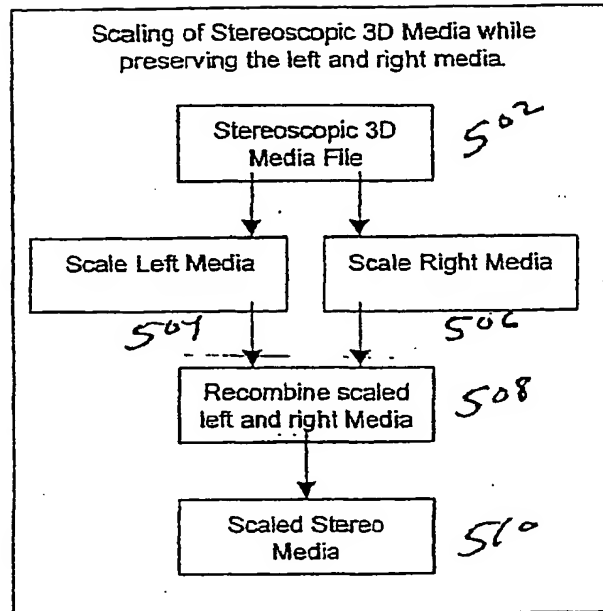 Scaling of Stereoscopic 3D Media while
preserving the left and right media.
Stereoscopic 3D
Media File
502
Scale Left Media
Scale Right Media
504
506
Recombine scaled
left and right Media
508
Scaled Stereo
Media
510